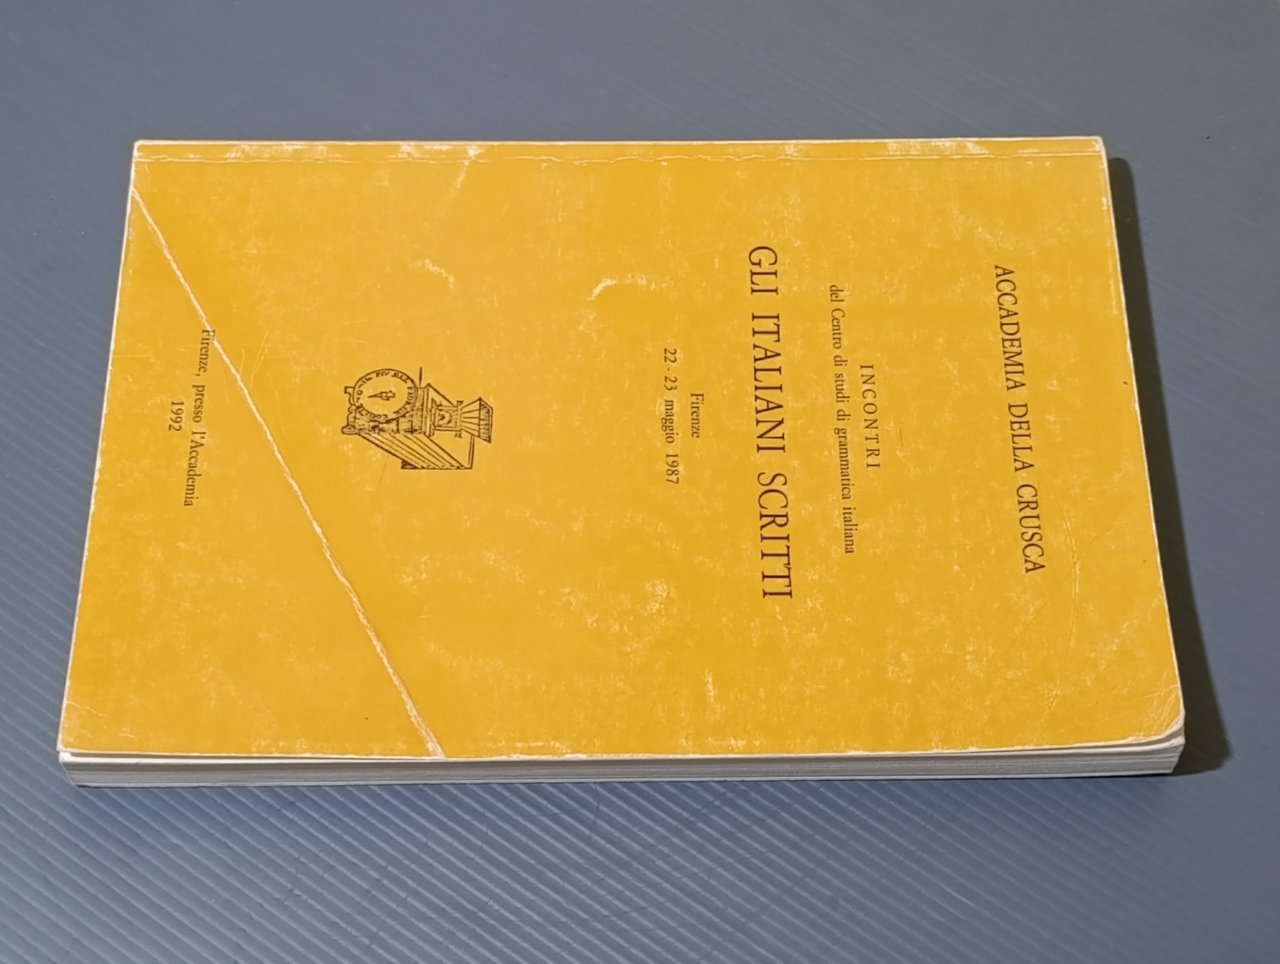 ACCADEMIA DELLA CRUSCA
INCONTRI
del Centro di studi di grammatica italiana
GLI ITALIANI SCRITTI
Firenze
22 - 23 maggio 1987
Firenze, presso l'Accademia
1992